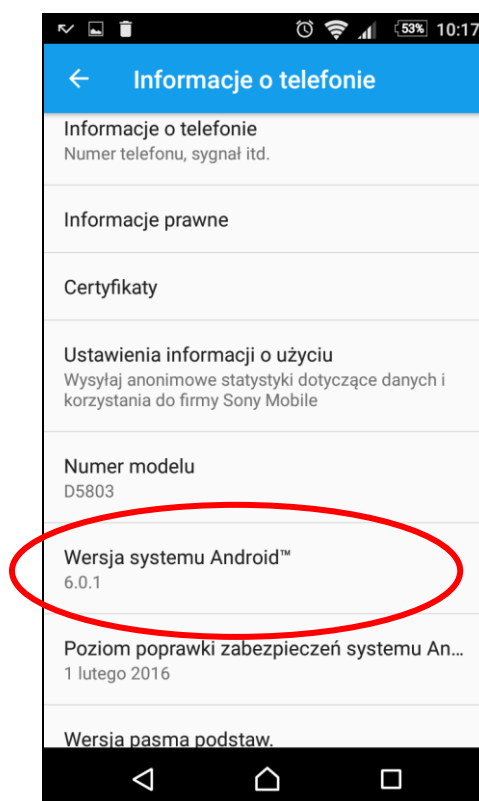 53% 10:17
Informacje o telefonie
Informacje o telefonie
Numer telefonu, sygnał itd.
Informacje prawne
Certyfikaty
Ustawienia informacji o użyciu
Wysyłaj anonimowe statystyki dotyczące danych i
korzystania do firmy Sony Mobile
Numer modelu
D5803
Wersja systemu Android™
6.0.1
Poziom poprawki zabezpieczeń systemu An...
1 lutego 2016
Wersja pasma podstaw.